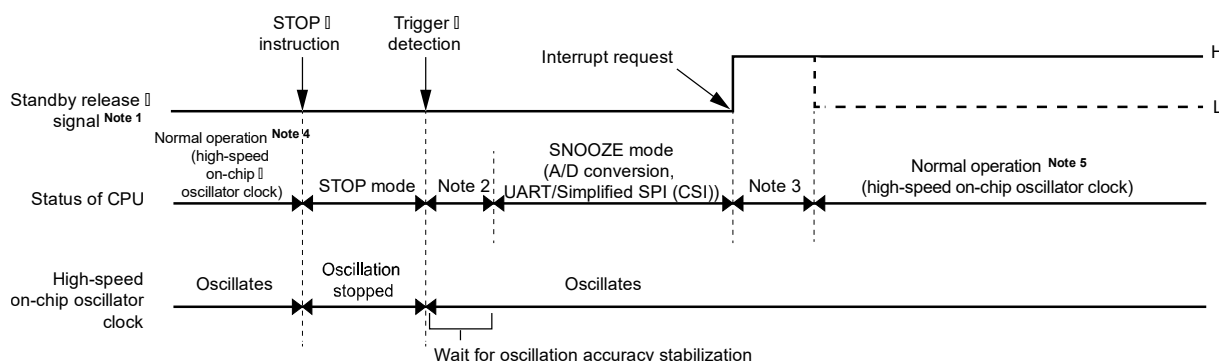 STOP
instruction
Trigger
detection
Interrupt request
H
L
Standby release
signal Note 1
Normal operation Note 4
(high-speed
on-chip
oscillator clock)
Status of CPU
STOP mode
Note 2
SNOOZE mode
(A/D conversion,
UART/Simplified SPI (CSI))
Note 3
Normal operation Note 5
(high-speed on-chip oscillator clock)
High-speed
on-chip oscillator
clock
Oscillates
Oscillation
stopped
Oscillates
Wait for oscillation accuracy stabilization